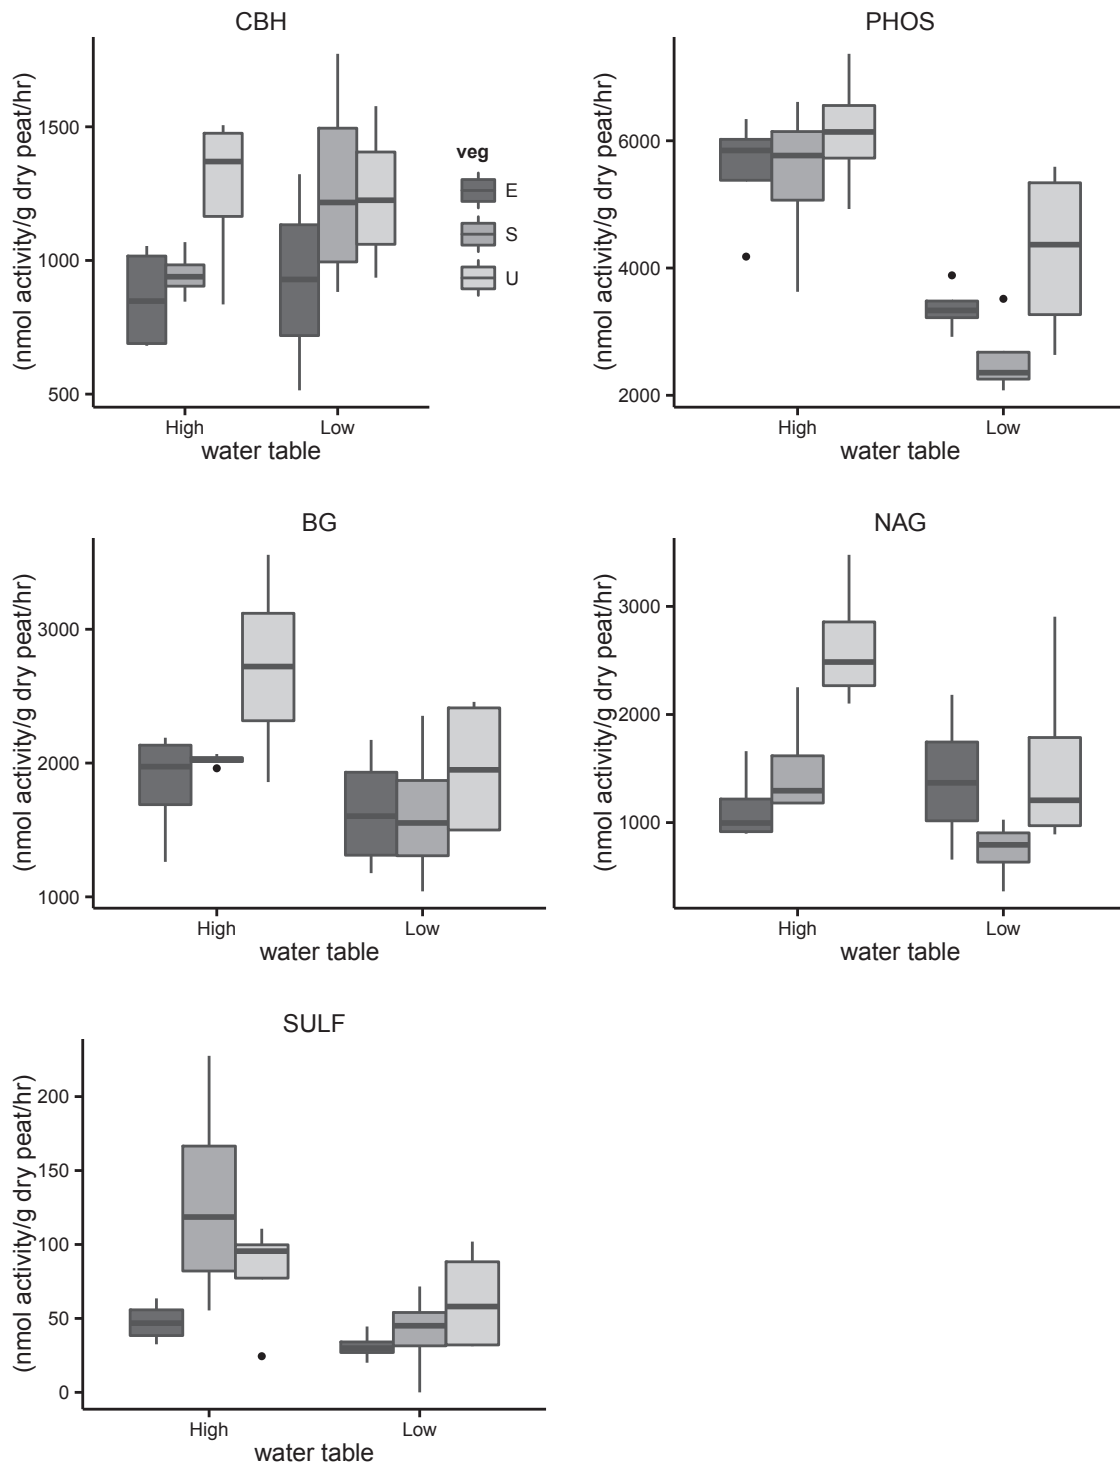 CBH
(nmol activity/g dry peat/hr)
1500
1000
500
High
Low
water table
veg
E
S
U
PHOS
(nmol activity/g dry peat/hr)
6000
4000
2000
High
Low
water table
BG
(nmol activity/g dry peat/hr)
3000
2000
1000
High
Low
water table
NAG
(nmol activity/g dry peat/hr)
3000
2000
1000
High
Low
water table
SULF
(nmol activity/g dry peat/hr)
200
150
100
50
0
High
Low
water table